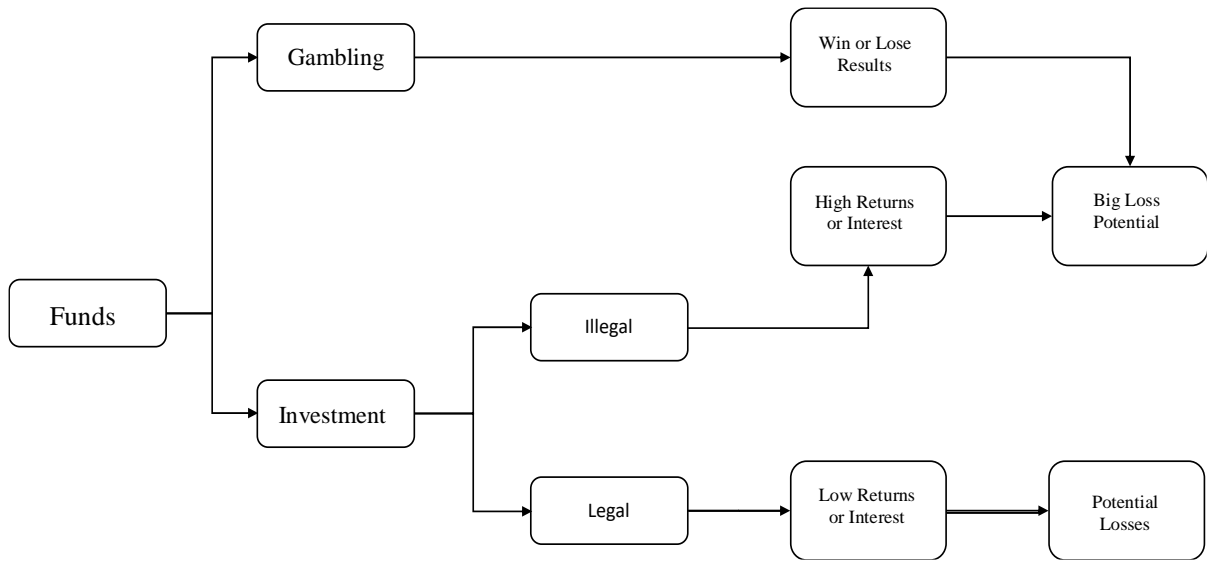 Gambling
Win or Lose
Results
High Returns
or Interest
Big Loss
Potential
Funds
Illegal
Investment
Legal
Low Returns
or Interest
Potential
Losses